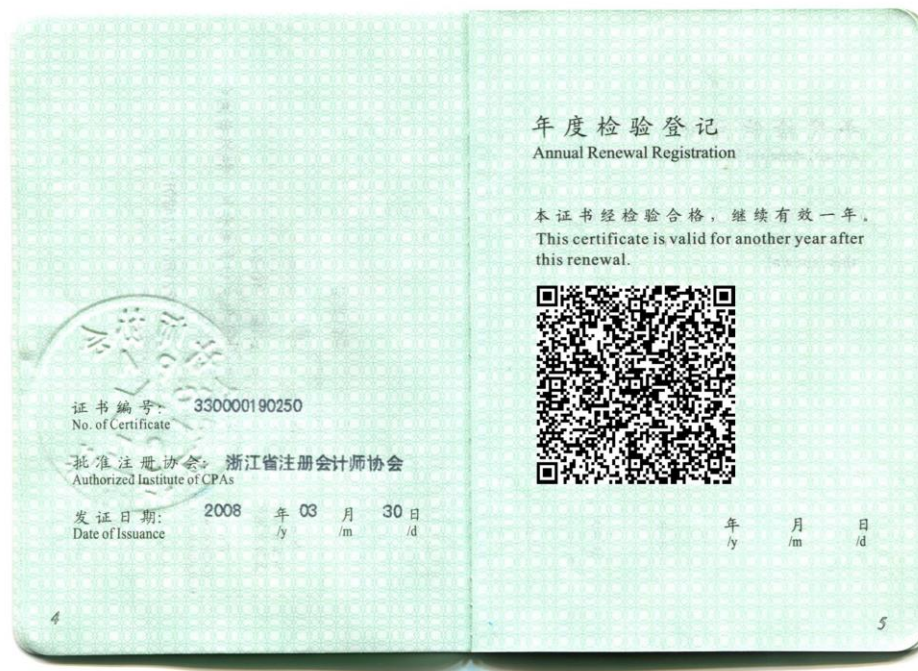 证书编号: 330000190250
No. of Certificate
批准注册协会: 浙江省注册会计师协会
Authorized Institute of CPAs
发证日期: 2008 年 03 月 30 日
Date of Issuance /y /m /d
4
年度检验登记
Annual Renewal Registration
本证书经检验合格，继续有效一年。
This certificate is valid for another year after
this renewal.
年 月 日
/y /m /d
5